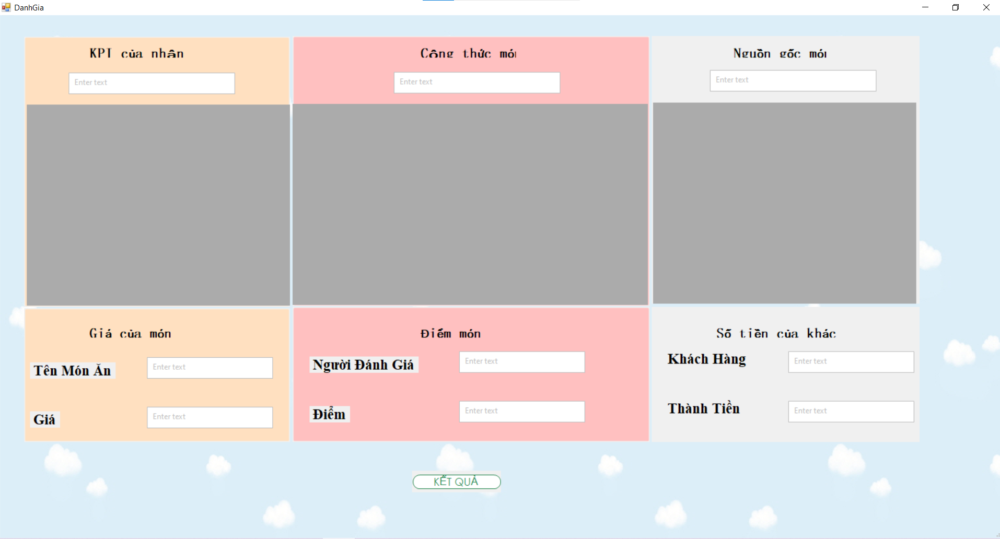 DanhGia
KPI của nhân
Công thức mó
Nguồn gốc mó
Enter text
Enter text
Enter text
Giá của món
Điểm món
Số tiền của khác
Tên Món Ăn
Enter text
Người Đánh Giá
Enter text
Khách Hàng
Enter text
Giá
Enter text
Điểm
Enter text
Thành Tiền
Enter text
KẾT QUẢ